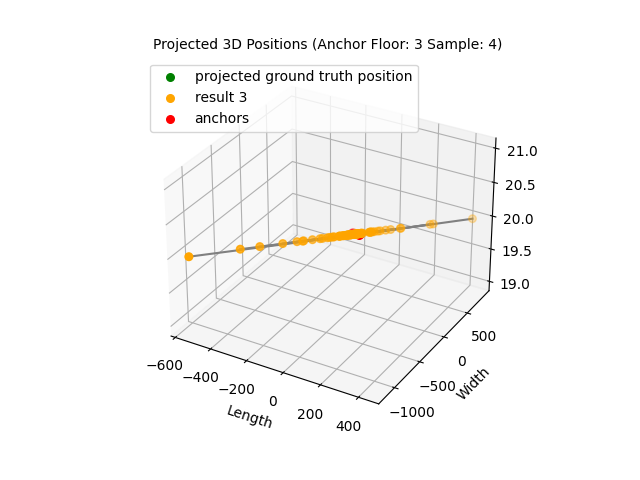 Projected 3D Positions (Anchor Floor: 3 Sample: 4)
projected ground truth position
result 3
anchors
21.0
20.5
20.0
19.5
19.0
500
0
−500
−1000
Width
−600
−400
−200
0
200
400
Length